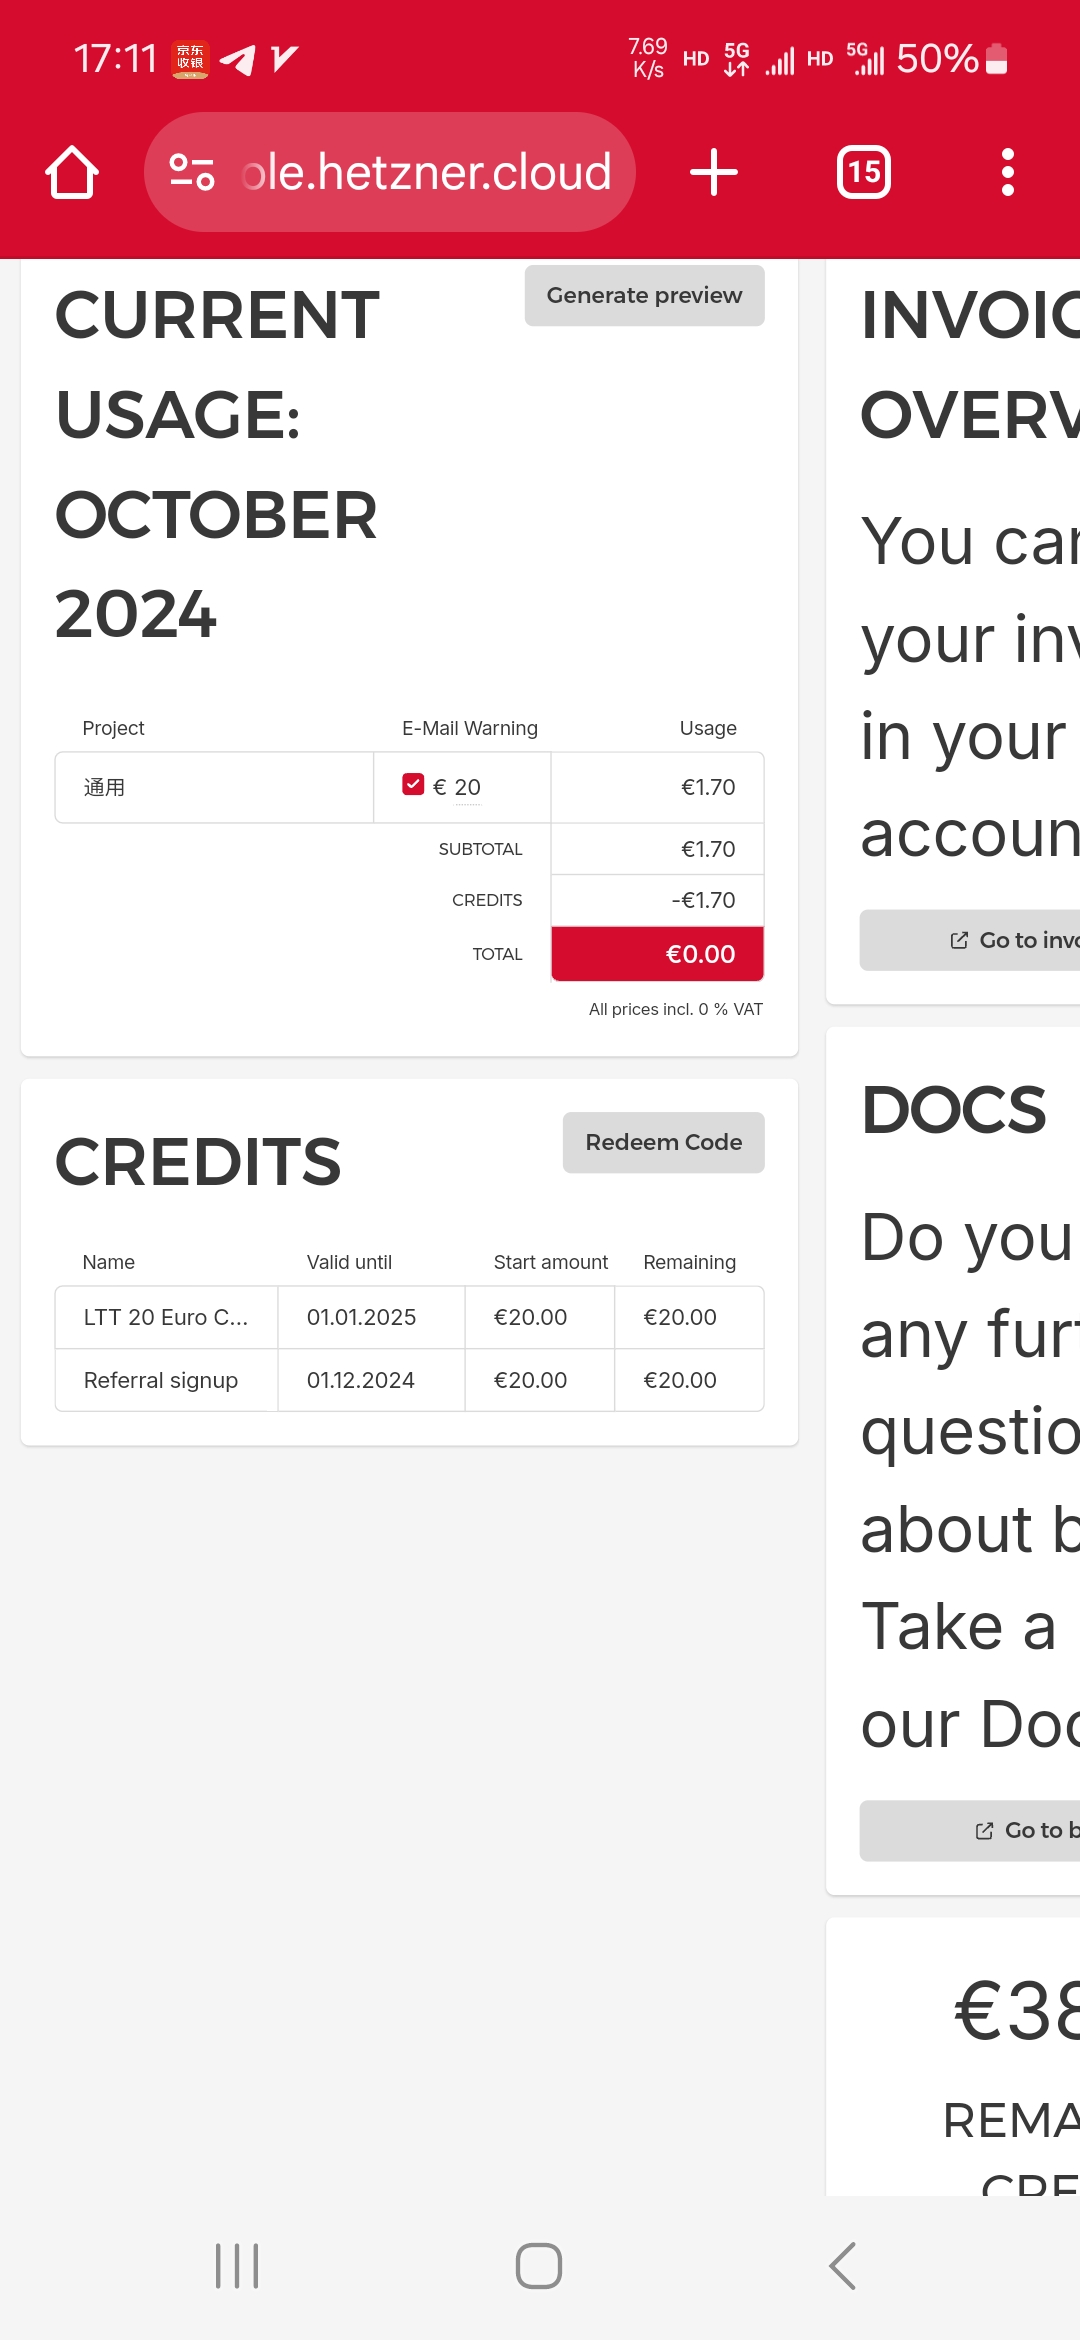 17:11
京东
收银
7.69
K/s
HD
5G
HD
5G
50%
ole.hetzner.cloud
15
CURRENT
USAGE:
OCTOBER
2024
Generate preview
Project E-Mail Warning Usage
通用 € 20 €1.70
SUBTOTAL €1.70
CREDITS -€1.70
TOTAL €0.00
All prices incl. 0 % VAT
CREDITS
Redeem Code
Name Valid until Start amount Remaining
LTT 20 Euro C... 01.01.2025 €20.00 €20.00
Referral signup 01.12.2024 €20.00 €20.00
INVOIC
OVERV
You can
your inv
in your
accoun
Go to invo
DOCS
Do you
any furt
questio
about b
Take a
our Doc
Go to b
€38
REMA
CRE